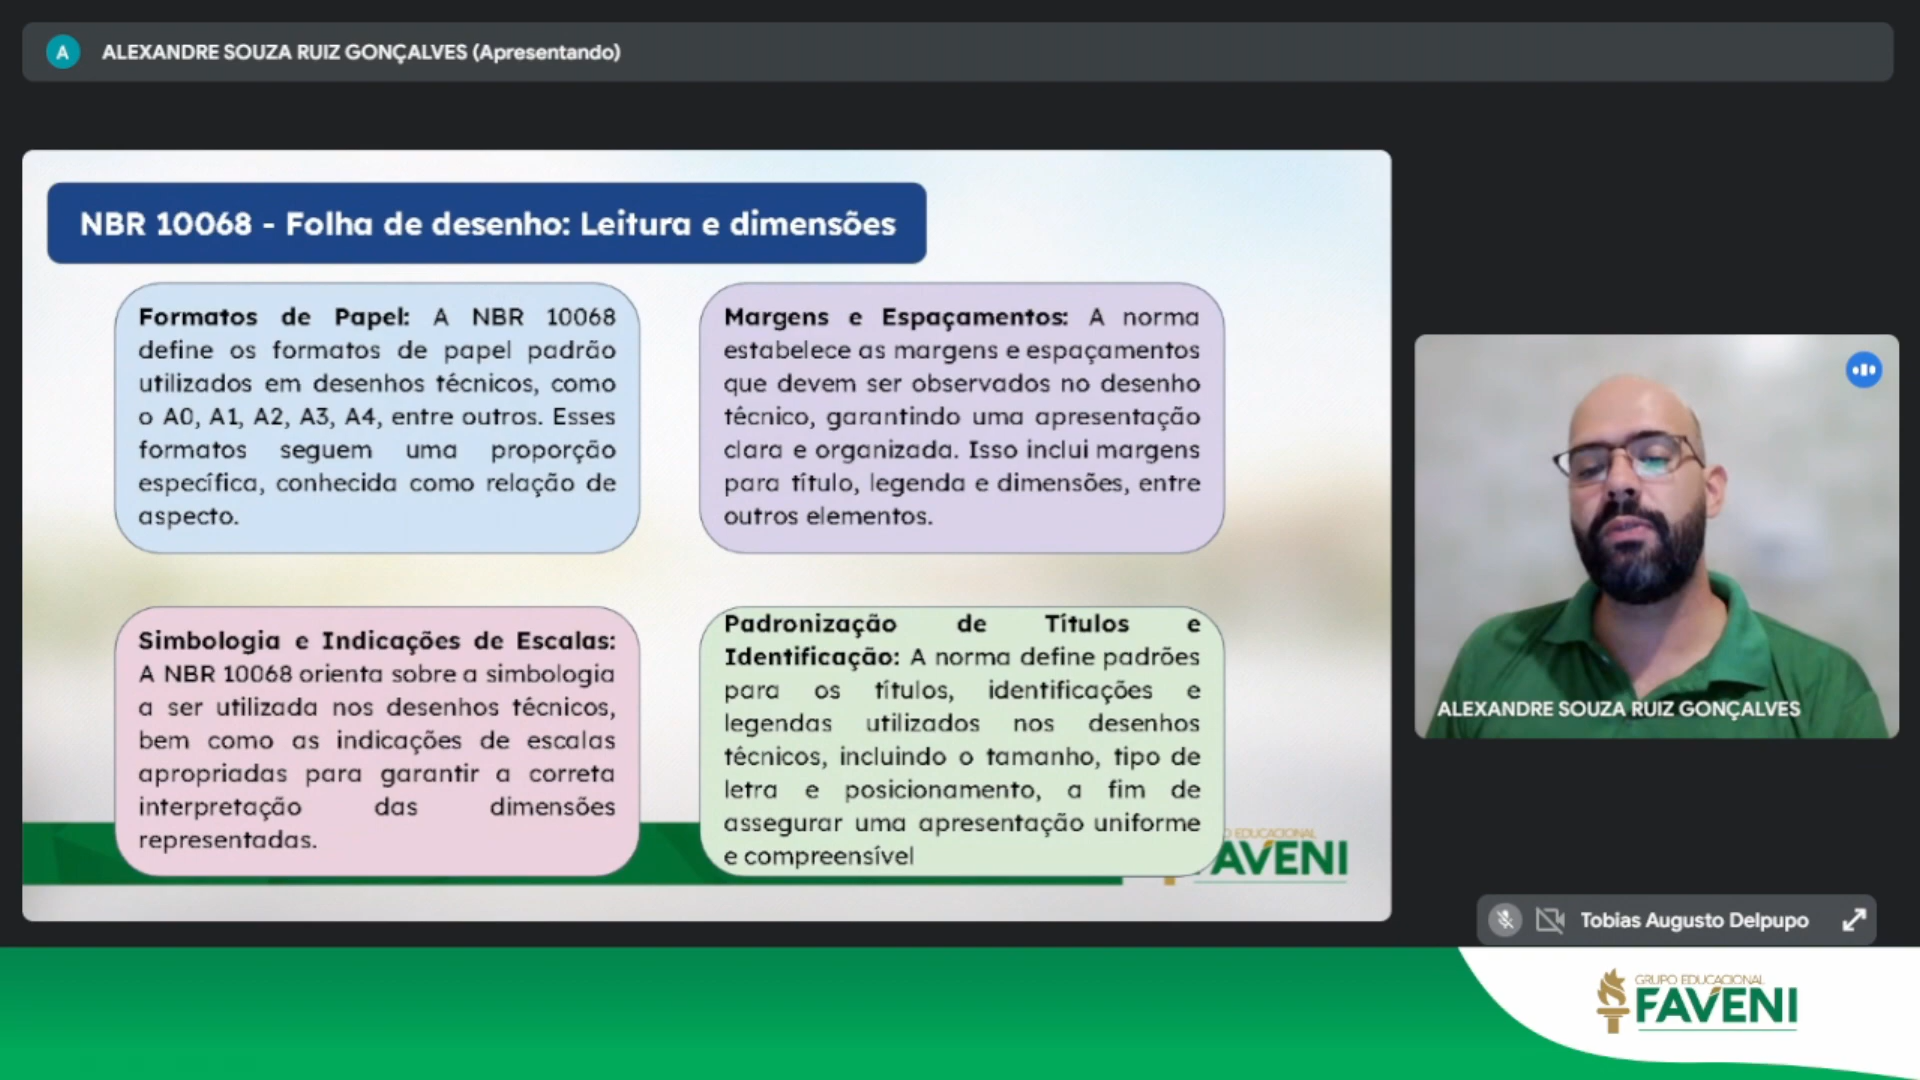 A ALEXANDRE SOUZA RUIZ GONÇALVES (Apresentando)
NBR 10068 - Folha de desenho: Leitura e dimensões
Formatos de Papel: A NBR 10068
define os formatos de papel padrão
utilizados em desenhos técnicos, como
o A0, A1, A2, A3, A4, entre outros. Esses
formatos seguem uma proporção
específica, conhecida como relação de
aspecto.
Margens e Espaçamentos: A norma
estabelece as margens e espaçamentos
que devem ser observados no desenho
técnico, garantindo uma apresentação
clara e organizada. Isso inclui margens
para título, legenda e dimensões, entre
outros elementos.
Simbologia e Indicações de Escalas:
A NBR 10068 orienta sobre a simbologia
a ser utilizada nos desenhos técnicos,
bem como as indicações de escalas
apropriadas para garantir a correta
interpretação das dimensões
representadas.
Padronização de Títulos e
Identificação: A norma define padrões
para os títulos, identificações e
legendas utilizados nos desenhos
técnicos, incluindo o tamanho, tipo de
letra e posicionamento, a fim de
assegurar uma apresentação uniforme
e compreensível
O EDUCACIONAL
AVENI
ALEXANDRE SOUZA RUIZ GONÇALVES
Tobias Augusto Delpupo
GRUPO EDUCACIONAL
FAVENI